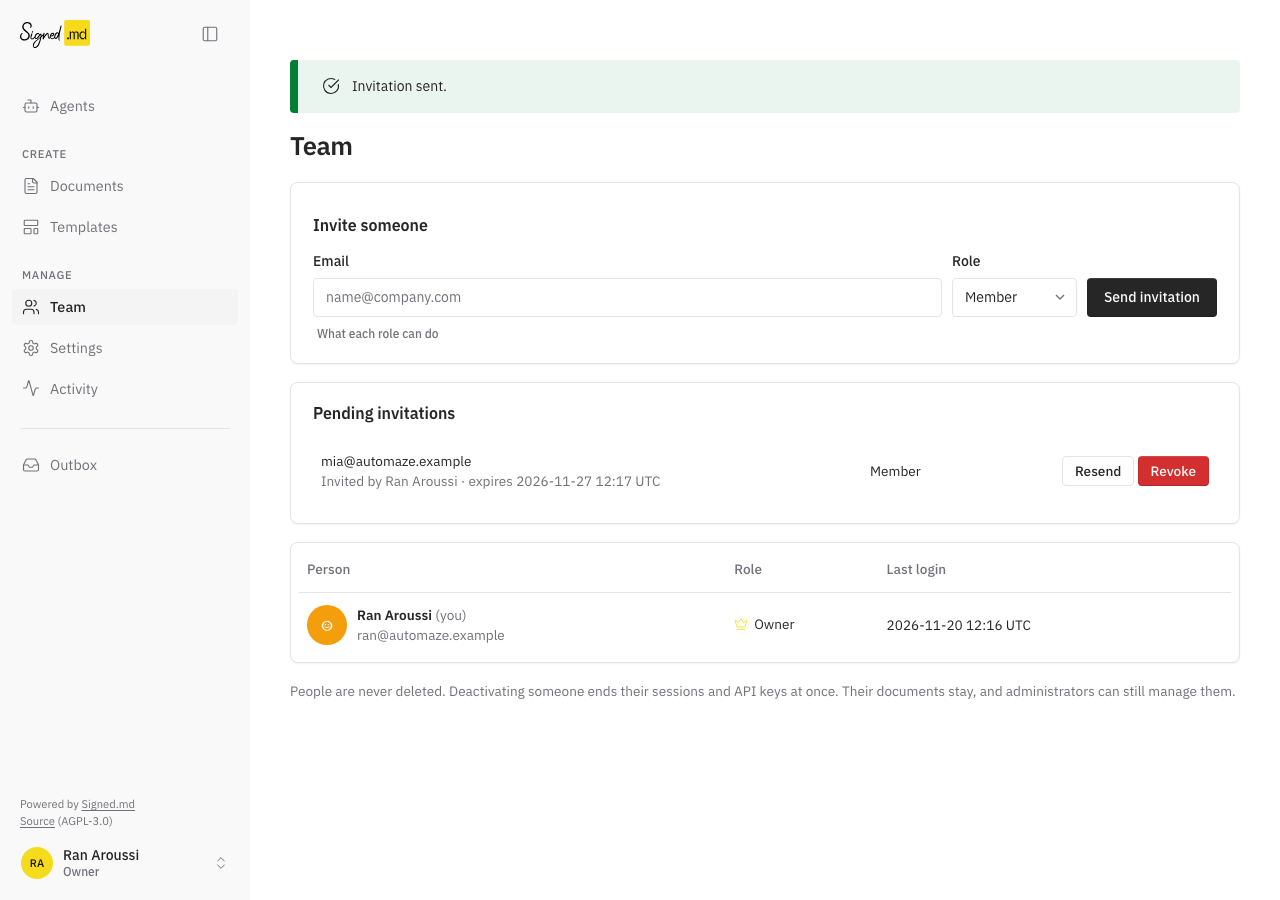 Signed .md
Invitation sent.
Agents
CREATE
Documents
Templates
MANAGE
Team
Settings
Activity
Outbox
Powered by Signed.md
Source (AGPL-3.0)
RA
Ran Aroussi
Owner
Team
Invite someone
Email
Role
name@company.com
Member
Send invitation
What each role can do
Pending invitations
mia@automaze.example
Invited by Ran Aroussi · expires 2026-11-27 12:17 UTC
Member
Resend
Revoke
Person
Role
Last login
Ran Aroussi (you)
ran@automaze.example
Owner
2026-11-20 12:16 UTC
People are never deleted. Deactivating someone ends their sessions and API keys at once. Their documents stay, and administrators can still manage them.